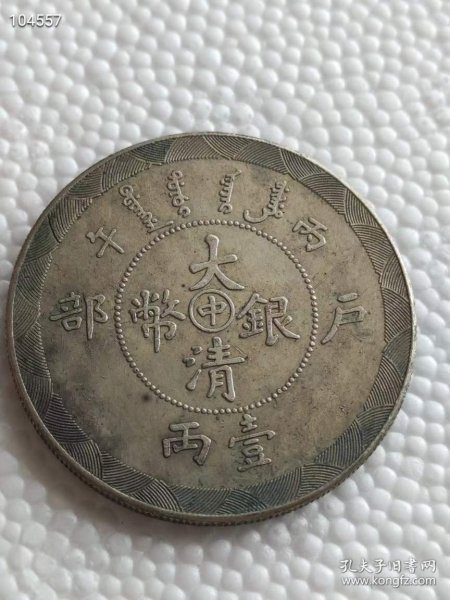 104557
午 丙
部 戶
大
幣 中 銀
清
兩 壹
孔夫子旧书网
www.kongfz.com